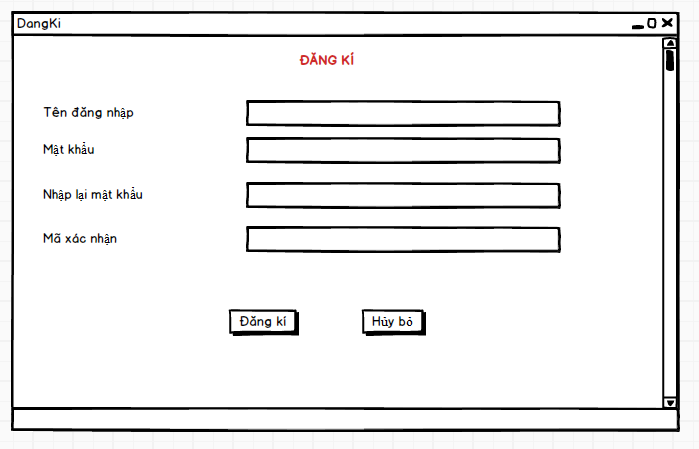 DangKi
ĐĂNG KÍ
Tên đăng nhập
Mật khẩu
Nhập lại mật khẩu
Mã xác nhận
Đăng kí
Hủy bỏ